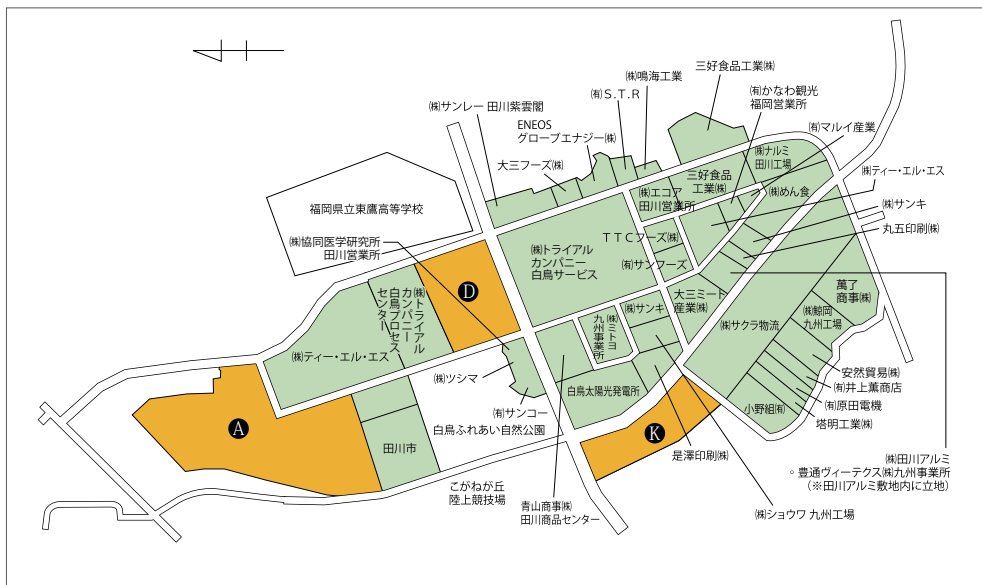 三好食品工業㈱
㈱鳴海工業
㈲かなわ観光
福岡営業所
㈲S.T.R
㈱サンレー 田川紫雲閣
ENEOS
グローブエナジー㈱
㈲マルイ産業
大三フーズ㈱
㈱ナルミ
田川工場
㈱ティー・エル・エス
三好食品
工業㈱
㈱めん食
㈱エコア
田川営業所
㈱サンキ
福岡県立東鷹高等学校
丸五印刷㈱
TTCフーズ㈱
㈱協同医学研究所
田川営業所
㈱トライアル
カンパニー
白鳥サービス
㈲サンフーズ
D
㈱トライアル
カンパニー
白鳥プロセス
センター
大三ミート
産業㈱
萬了
商事㈱
㈱サンキ
㈱ミトヨ
九州事業所
㈱サクラ物流
㈱鯨岡
九州工場
㈱ティー・エル・エス
㈱ツシマ
安然貿易㈱
㈲井上薫商店
白鳥太陽光発電所
㈲原田電機
㈲サンコー
小野組㈲
塔明工業㈱
白鳥ふれあい自然公園
A
K
田川市
是澤印刷㈱
㈱田川アルミ
。豊通ヴィーテクス㈱九州事業所
（※田川アルミ敷地内に立地）
こがねが丘
陸上競技場
青山商事㈱
田川商品センター
㈱ショウワ 九州工場